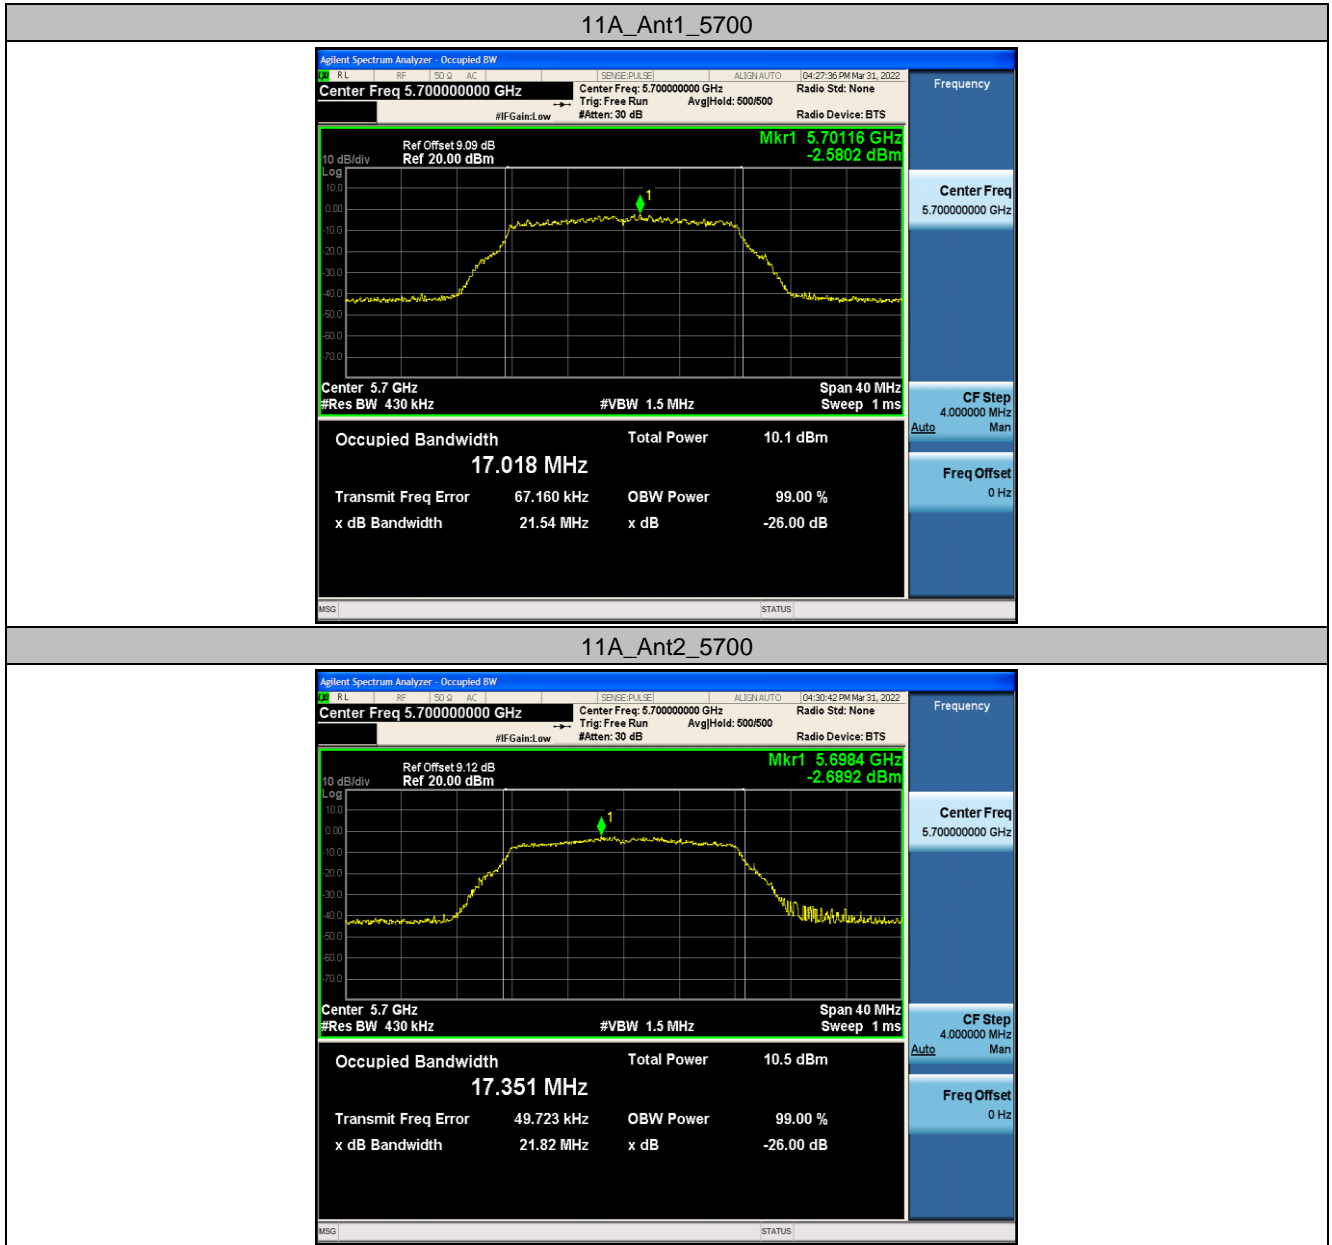 11A_Ant1_5700
Agilent Spectrum Analyzer - Occupied BW
LXI RL RF 50 Ω AC SENSE:PULSE ALIGN AUTO 04:27:36 PM Mar 31, 2022
Center Freq 5.700000000 GHz Center Freq: 5.700000000 GHz Radio Std: None
Trig: Free Run Avg|Hold: 500/500
#IFGain:Low #Atten: 30 dB Radio Device: BTS
Frequency
Mkr1 5.70116 GHz
-2.5802 dBm
Ref Offset 9.09 dB
10 dB/div Ref 20.00 dBm
Log
10.0
0.00
-10.0
-20.0
-30.0
-40.0
-50.0
-60.0
-70.0
1
Center 5.7 GHz Span 40 MHz
#Res BW 430 kHz #VBW 1.5 MHz Sweep 1 ms
Center Freq
5.700000000 GHz
CF Step
4.000000 MHz
Auto Man
Freq Offset
0 Hz
Occupied Bandwidth Total Power 10.1 dBm
17.018 MHz
Transmit Freq Error 67.160 kHz OBW Power 99.00 %
x dB Bandwidth 21.54 MHz x dB -26.00 dB
MSG STATUS
11A_Ant2_5700
Agilent Spectrum Analyzer - Occupied BW
LXI RL RF 50 Ω AC SENSE:PULSE ALIGN AUTO 04:30:42 PM Mar 31, 2022
Center Freq 5.700000000 GHz Center Freq: 5.700000000 GHz Radio Std: None
Trig: Free Run Avg|Hold: 500/500
#IFGain:Low #Atten: 30 dB Radio Device: BTS
Frequency
Mkr1 5.6984 GHz
-2.6892 dBm
Ref Offset 9.12 dB
10 dB/div Ref 20.00 dBm
Log
10.0
0.00
-10.0
-20.0
-30.0
-40.0
-50.0
-60.0
-70.0
1
Center 5.7 GHz Span 40 MHz
#Res BW 430 kHz #VBW 1.5 MHz Sweep 1 ms
Center Freq
5.700000000 GHz
CF Step
4.000000 MHz
Auto Man
Freq Offset
0 Hz
Occupied Bandwidth Total Power 10.5 dBm
17.351 MHz
Transmit Freq Error 49.723 kHz OBW Power 99.00 %
x dB Bandwidth 21.82 MHz x dB -26.00 dB
MSG STATUS